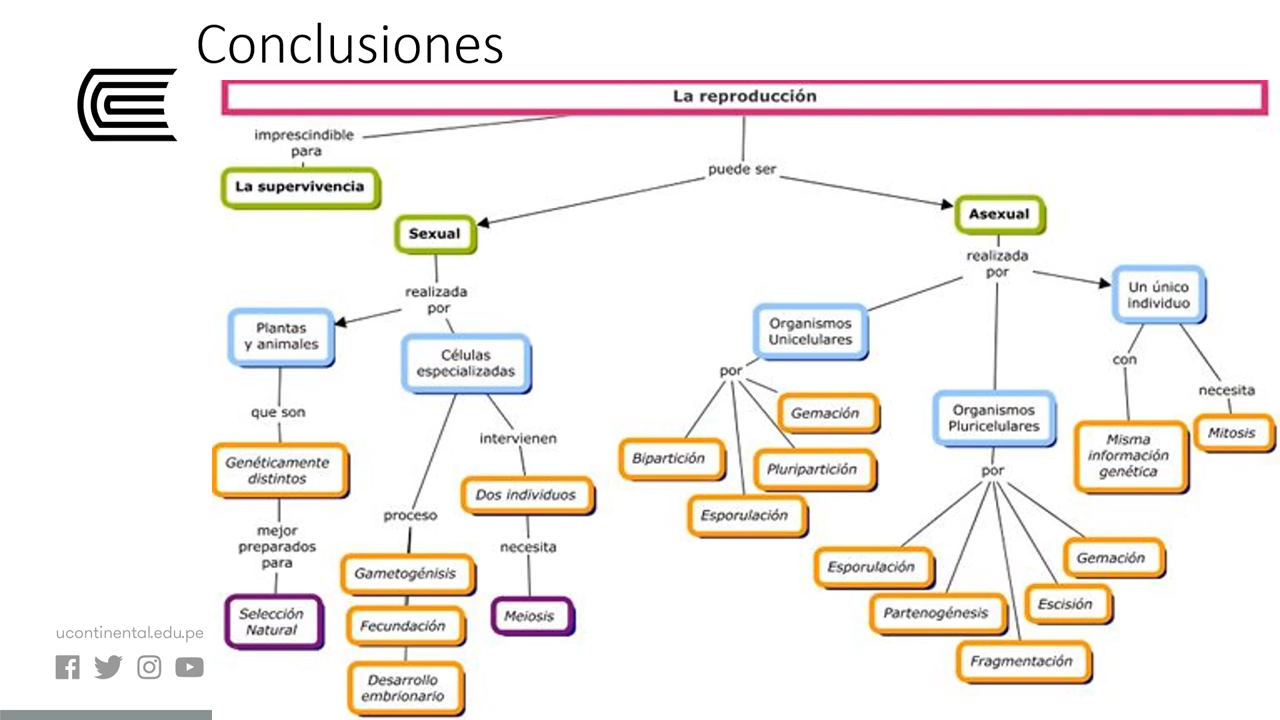 Conclusiones
La reproducción
imprescindible
para
La supervivencia
puede ser
Sexual
Asexual
realizada
por
Plantas
y animales
Células
especializadas
que son
Genéticamente
distintos
mejor
preparados
para
Selección
Natural
proceso
Gametogénisis
Fecundación
Desarrollo
embrionario
intervienen
Dos individuos
necesita
Meiosis
realizada
por
Organismos
Unicelulares
por
Bipartición
Esporulación
Pluripartición
Gemación
Organismos
Pluricelulares
por
Esporulación
Partenogénesis
Fragmentación
Escisión
Gemación
Un único
individuo
con
Misma
información
genética
necesita
Mitosis
ucontinental.edu.pe